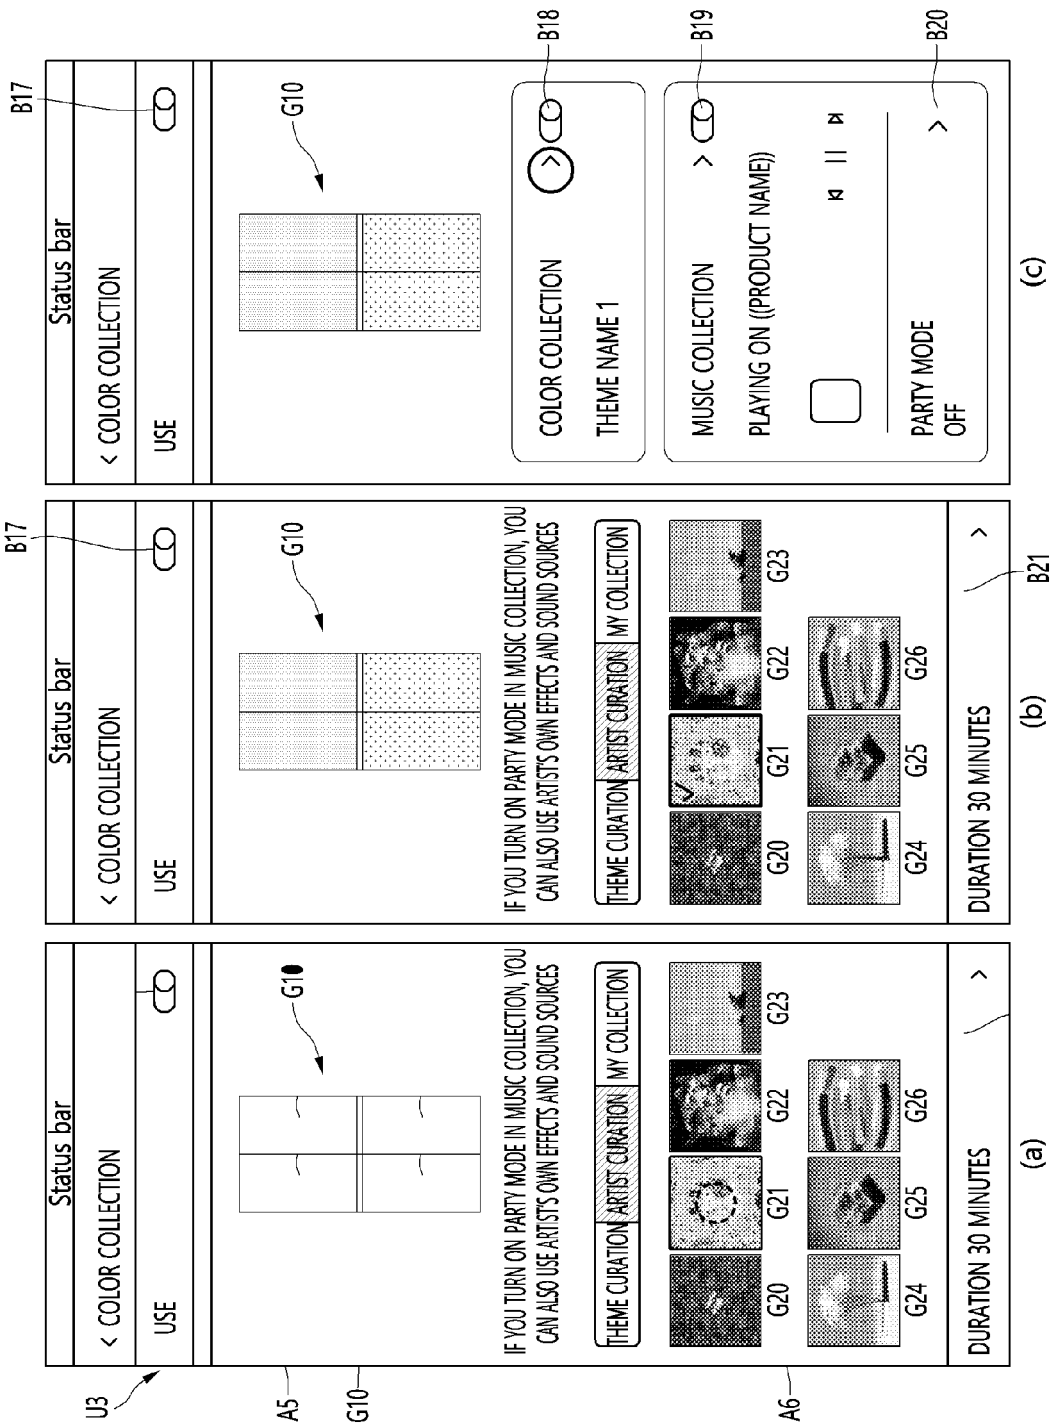 U3
Status bar
< COLOR COLLECTION
USE
A5
G10
G10
IF YOU TURN ON PARTY MODE IN MUSIC COLLECTION, YOU
CAN ALSO USE ARTIST'S OWN EFFECTS AND SOUND SOURCES
THEME CURATION ARTIST CURATION MY COLLECTION
G20 G21 G22 G23
A6
G24 G25 G26
DURATION 30 MINUTES >
(a)
B17
Status bar
< COLOR COLLECTION
USE
G10
IF YOU TURN ON PARTY MODE IN MUSIC COLLECTION, YOU
CAN ALSO USE ARTIST'S OWN EFFECTS AND SOUND SOURCES
THEME CURATION ARTIST CURATION MY COLLECTION
G20 G21 G22 G23
G24 G25 G26
DURATION 30 MINUTES >
B21
(b)
B17
Status bar
< COLOR COLLECTION
USE
G10
COLOR COLLECTION > B18
THEME NAME 1
MUSIC COLLECTION > B19
PLAYING ON ((PRODUCT NAME))
PARTY MODE > B20
OFF
(c)